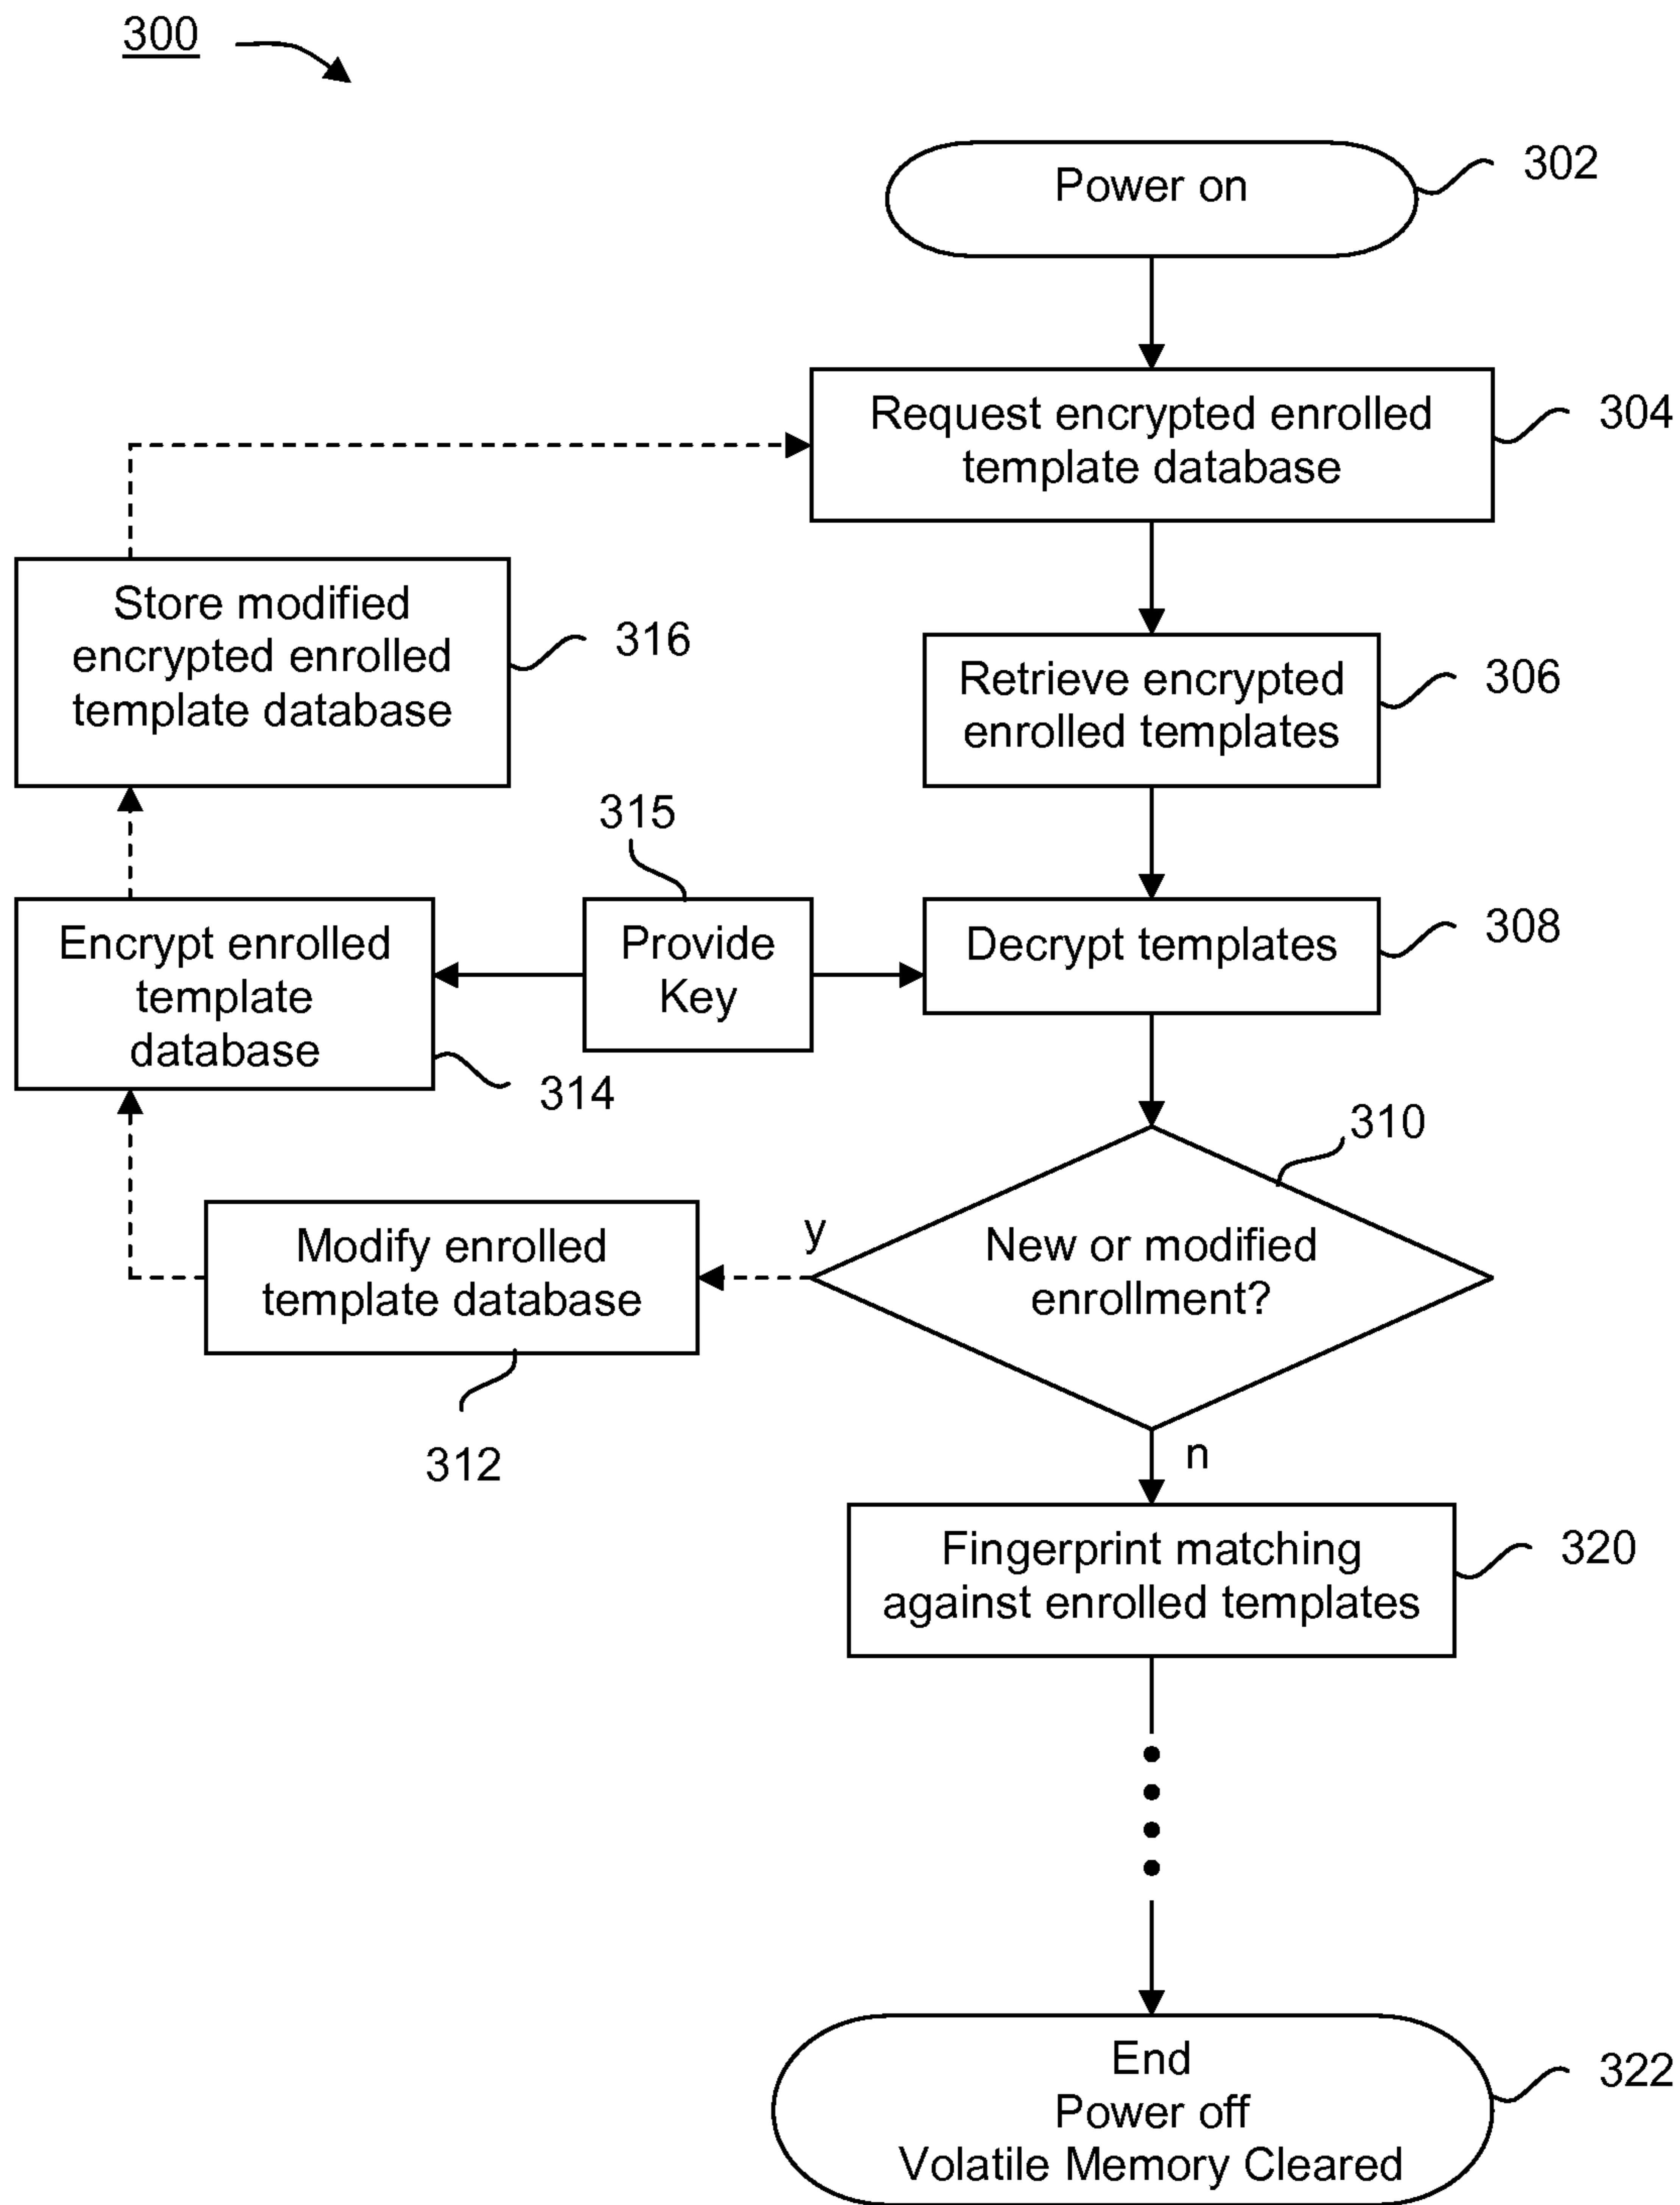 300
Power on
302
Request encrypted enrolled
template database
304
Store modified
encrypted enrolled
template database
316
Retrieve encrypted
enrolled templates
306
315
Encrypt enrolled
template
database
314
Provide
Key
Decrypt templates
308
310
New or modified
enrollment?
y
Modify enrolled
template database
312
n
Fingerprint matching
against enrolled templates
320
End
Power off
Volatile Memory Cleared
322